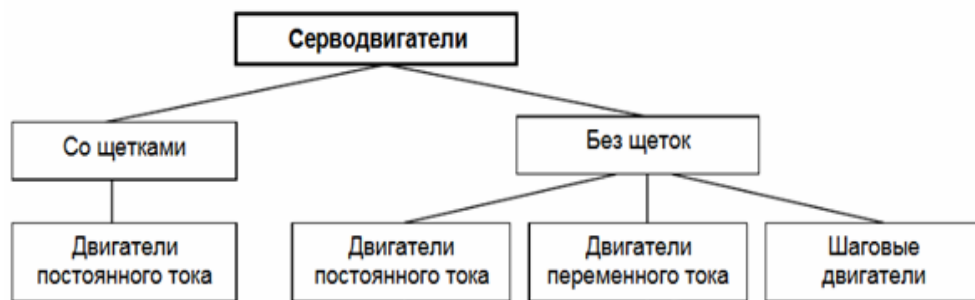 Серводвигатели
Со щетками
Без щеток
Двигатели
постоянного тока
Двигатели
постоянного тока
Двигатели
переменного тока
Шаговые
двигатели